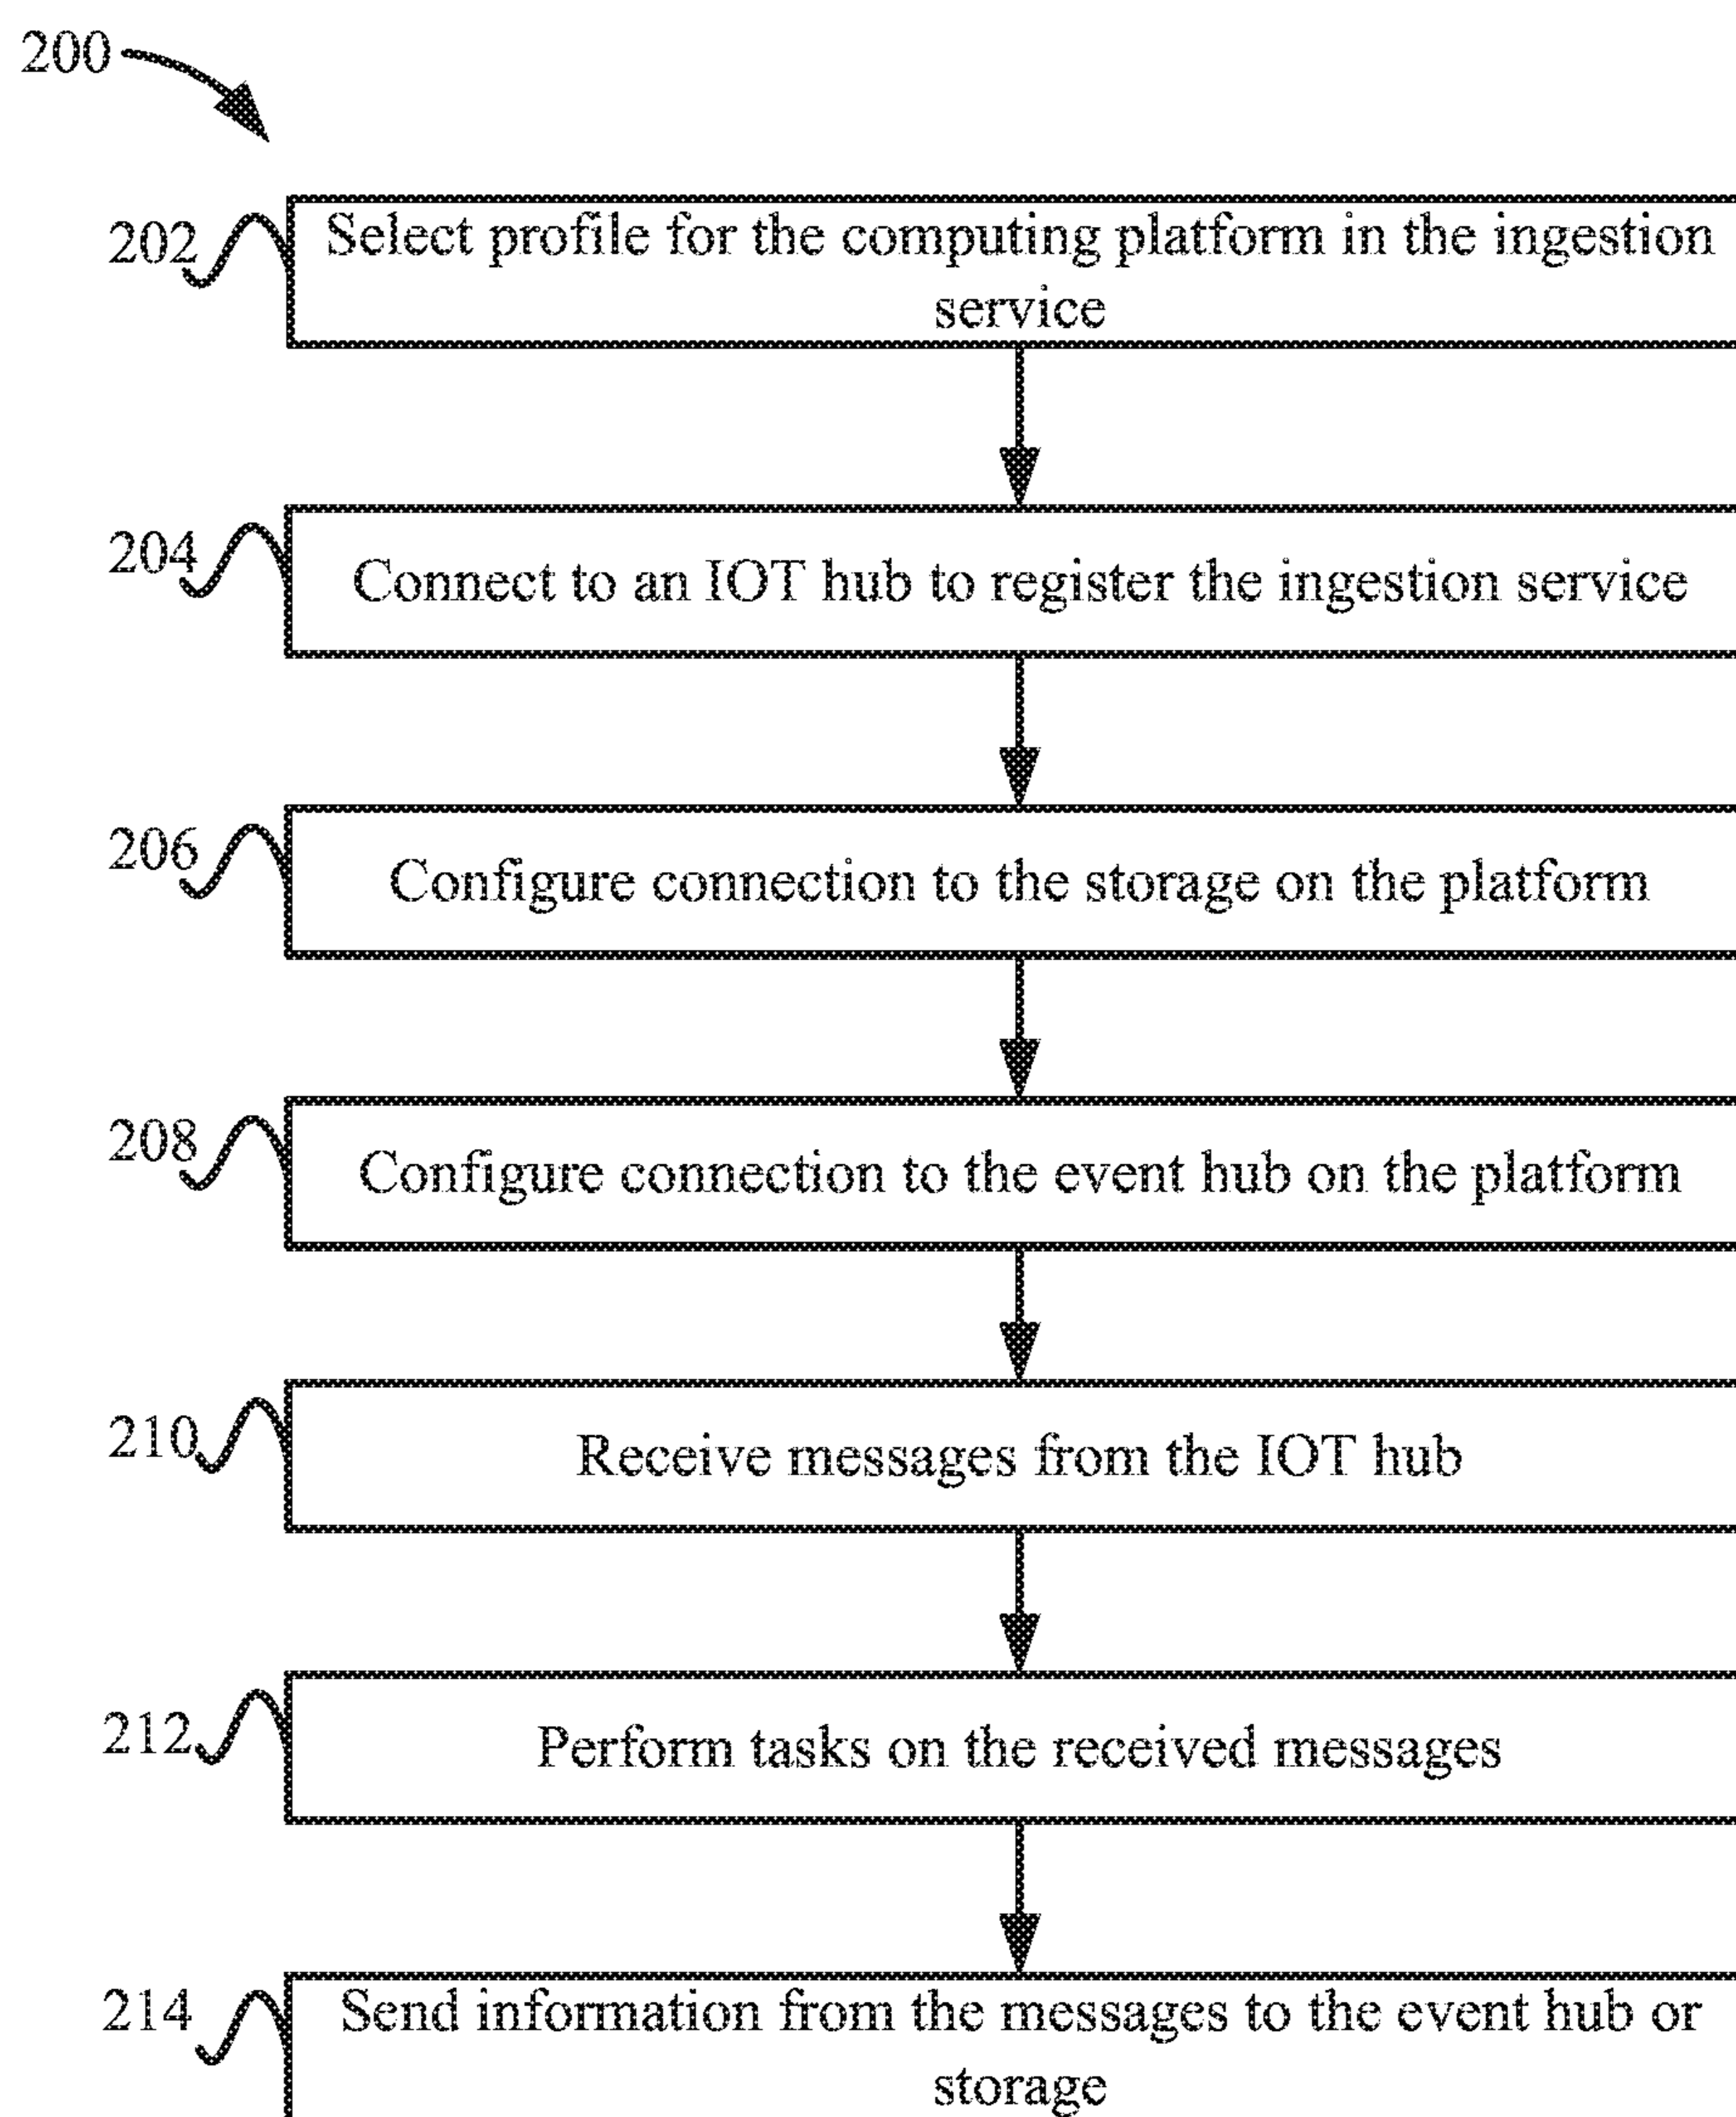 200
202 Select profile for the computing platform in the ingestion
service
204 Connect to an IOT hub to register the ingestion service
206 Configure connection to the storage on the platform
208 Configure connection to the event hub on the platform
210 Receive messages from the IOT hub
212 Perform tasks on the received messages
214 Send information from the messages to the event hub or
storage